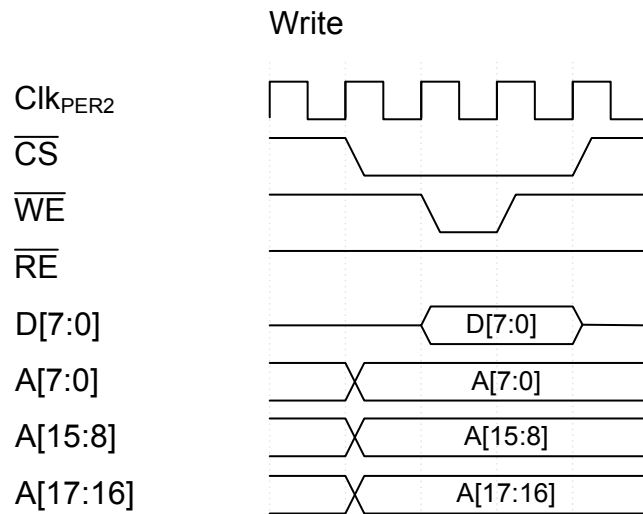 Write
ClkPER2
CS
WE
RE
D[7:0] D[7:0]
A[7:0] A[7:0]
A[15:8] A[15:8]
A[17:16] A[17:16]